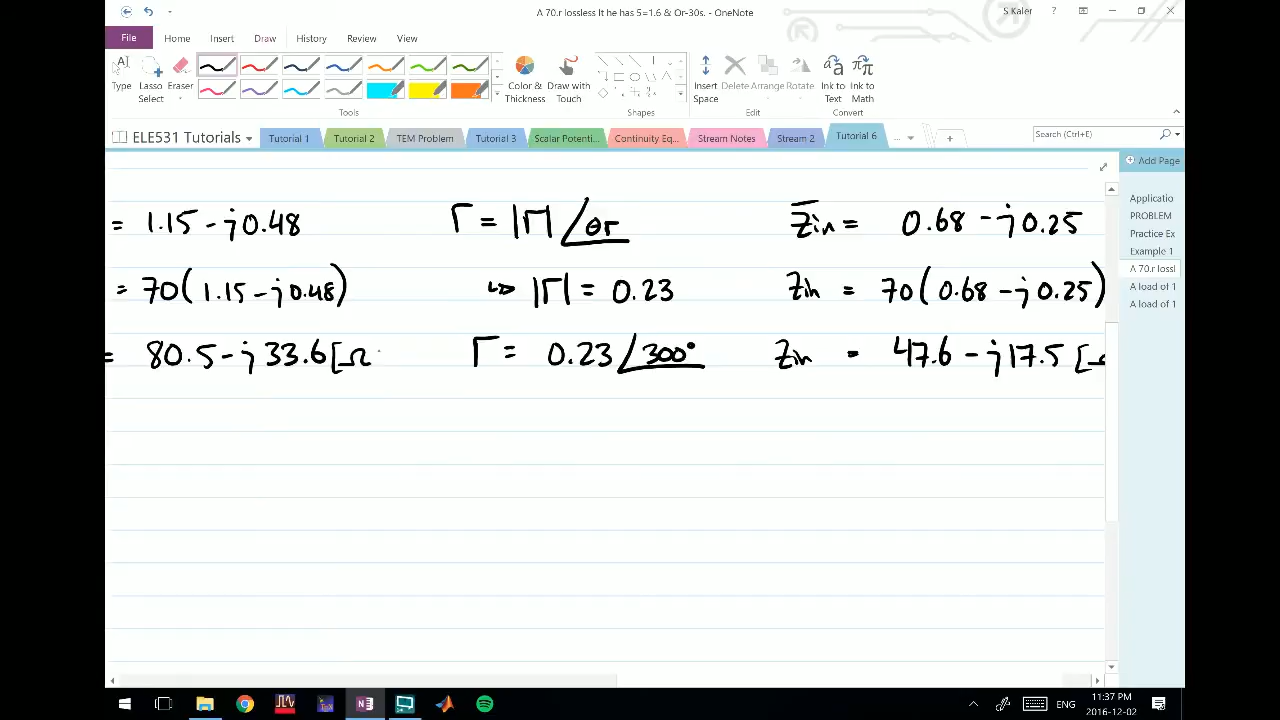 A 70.r lossless It he has 5=1.6 & Or-30s. - OneNote
S Kaler
File Home Insert Draw History Review View
Type
Lasso Select
Eraser
Color & Thickness
Draw with Touch
Insert Space
Delete
Arrange
Rotate
Ink to Text
Ink to Math
Tools
Shapes
Edit
Convert
ELE531 Tutorials
Tutorial 1
Tutorial 2
TEM Problem
Tutorial 3
Scalar Potenti...
Continuity Eq...
Stream Notes
Stream 2
Tutorial 6
...
Search (Ctrl+E)
Add Page
Applicatio
PROBLEM
Practice Ex
Example 1
A 70.r lossl
A load of 1
A load of 1
= 1.15 - j0.48
= 70(1.15 - j0.48)
= 80.5 - j33.6[Ω
Γ = |Γ| ∠θr
↳ |Γ| = 0.23
Γ = 0.23 ∠300°
z̅in = 0.68 - j0.25
Zin = 70(0.68 - j0.25)
Zin = 47.6 - j17.5 [Ω
ENG
11:37 PM
2016-12-02